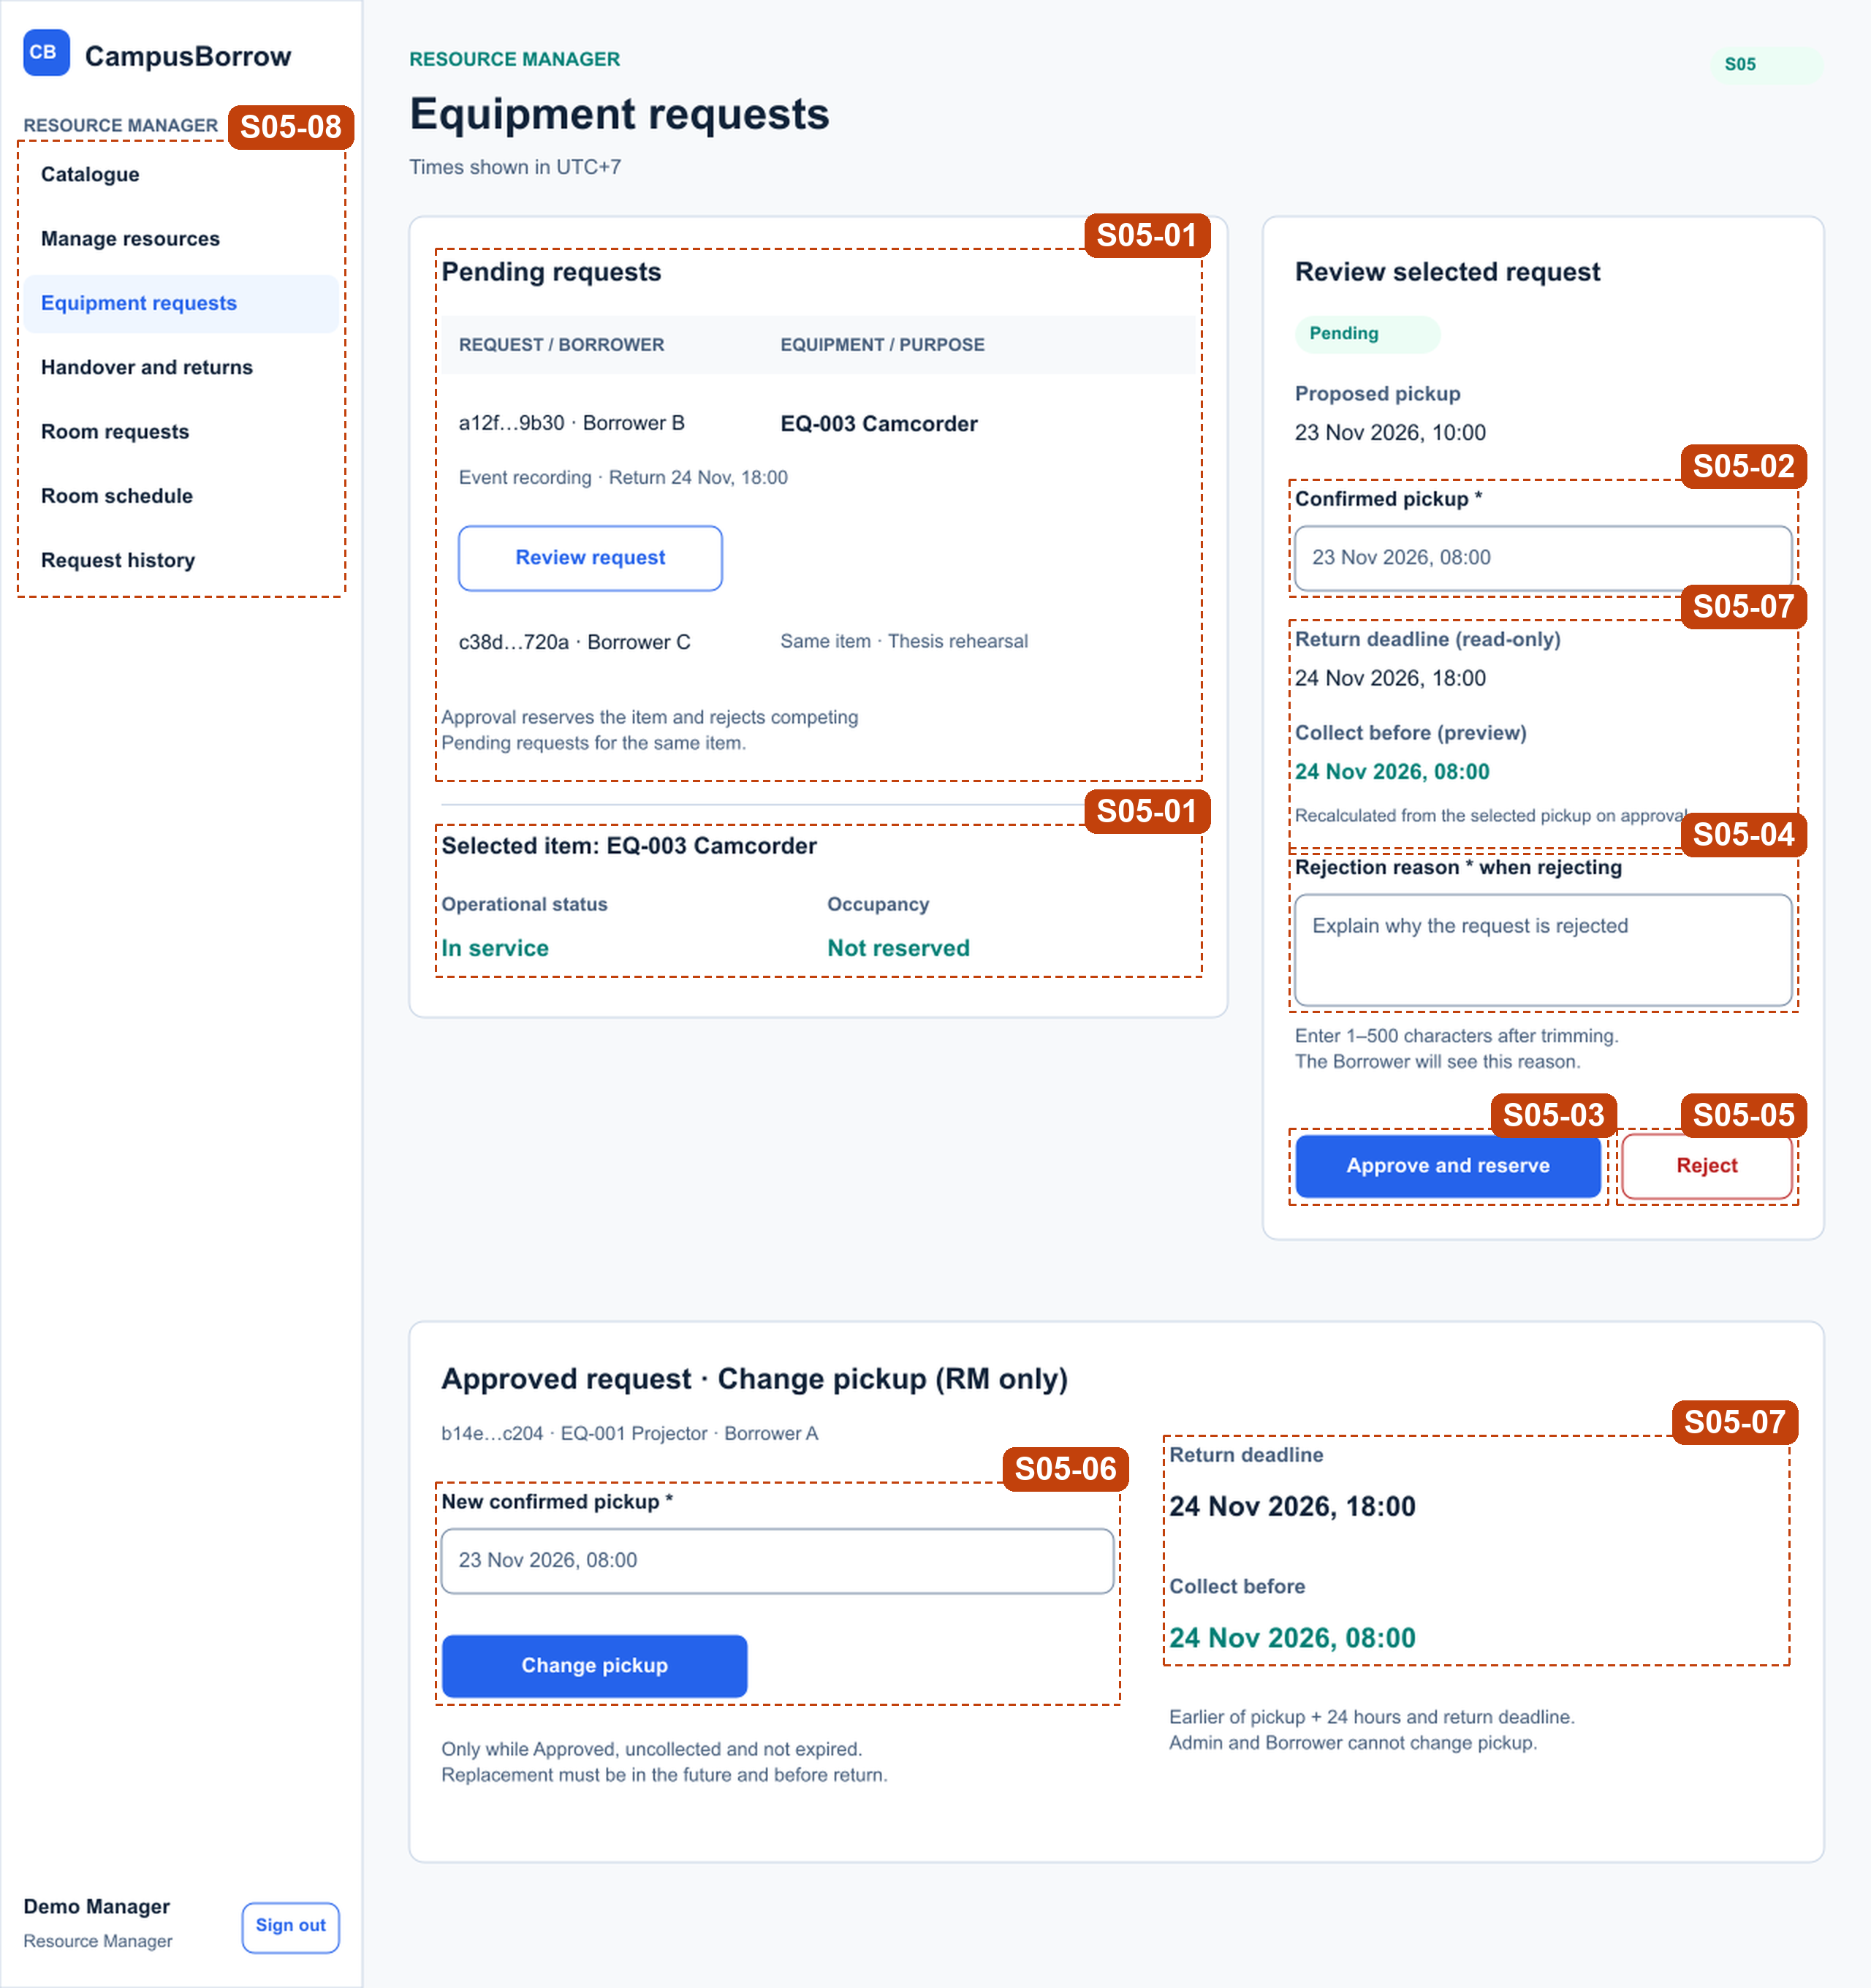 CB
CampusBorrow
RESOURCE MANAGER
S05-08
Catalogue
Manage resources
Equipment requests
Handover and returns
Room requests
Room schedule
Request history
Demo Manager
Resource Manager
Sign out
RESOURCE MANAGER
S05
Equipment requests
Times shown in UTC+7
S05-01
Pending requests
REQUEST / BORROWER EQUIPMENT / PURPOSE
a12f…9b30 · Borrower B EQ-003 Camcorder
Event recording · Return 24 Nov, 18:00
Review request
c38d…720a · Borrower C Same item · Thesis rehearsal
Approval reserves the item and rejects competing
Pending requests for the same item.
S05-01
Selected item: EQ-003 Camcorder
Operational status Occupancy
In service Not reserved
Review selected request
Pending
Proposed pickup
23 Nov 2026, 10:00
S05-02
Confirmed pickup *
23 Nov 2026, 08:00
S05-07
Return deadline (read-only)
24 Nov 2026, 18:00
Collect before (preview)
24 Nov 2026, 08:00
Recalculated from the selected pickup on approval
S05-04
Rejection reason * when rejecting
Explain why the request is rejected
Enter 1–500 characters after trimming.
The Borrower will see this reason.
S05-03 S05-05
Approve and reserve Reject
Approved request · Change pickup (RM only)
b14e…c204 · EQ-001 Projector · Borrower A
S05-06
New confirmed pickup *
23 Nov 2026, 08:00
Change pickup
Only while Approved, uncollected and not expired.
Replacement must be in the future and before return.
S05-07
Return deadline
24 Nov 2026, 18:00
Collect before
24 Nov 2026, 08:00
Earlier of pickup + 24 hours and return deadline.
Admin and Borrower cannot change pickup.